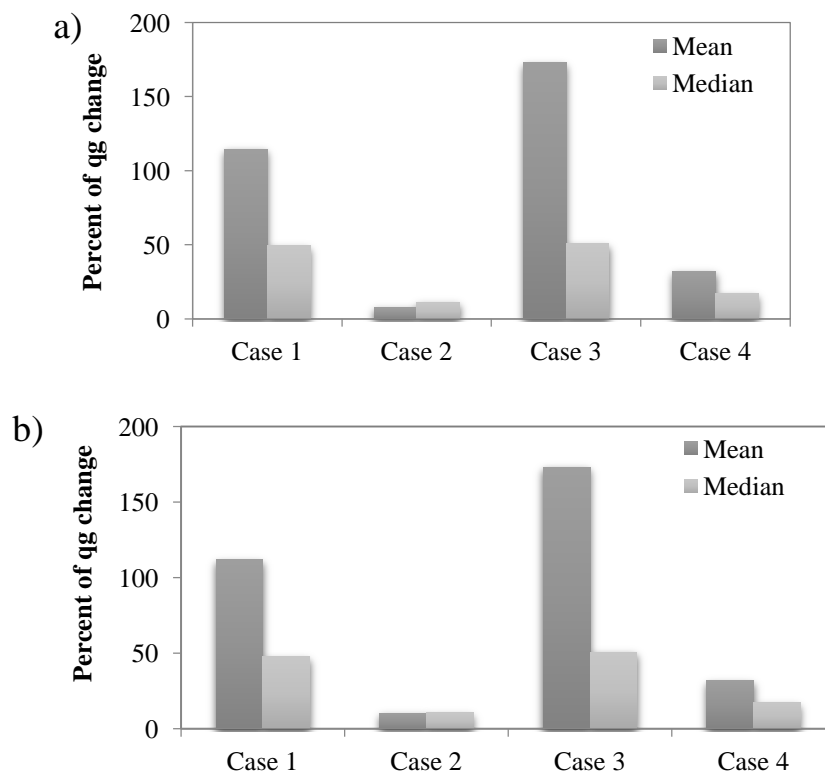 a)
Percent of qg change
200
150
100
50
0
Mean
Median
Case 1 Case 2 Case 3 Case 4
b)
Percent of qg change
200
150
100
50
0
Mean
Median
Case 1 Case 2 Case 3 Case 4